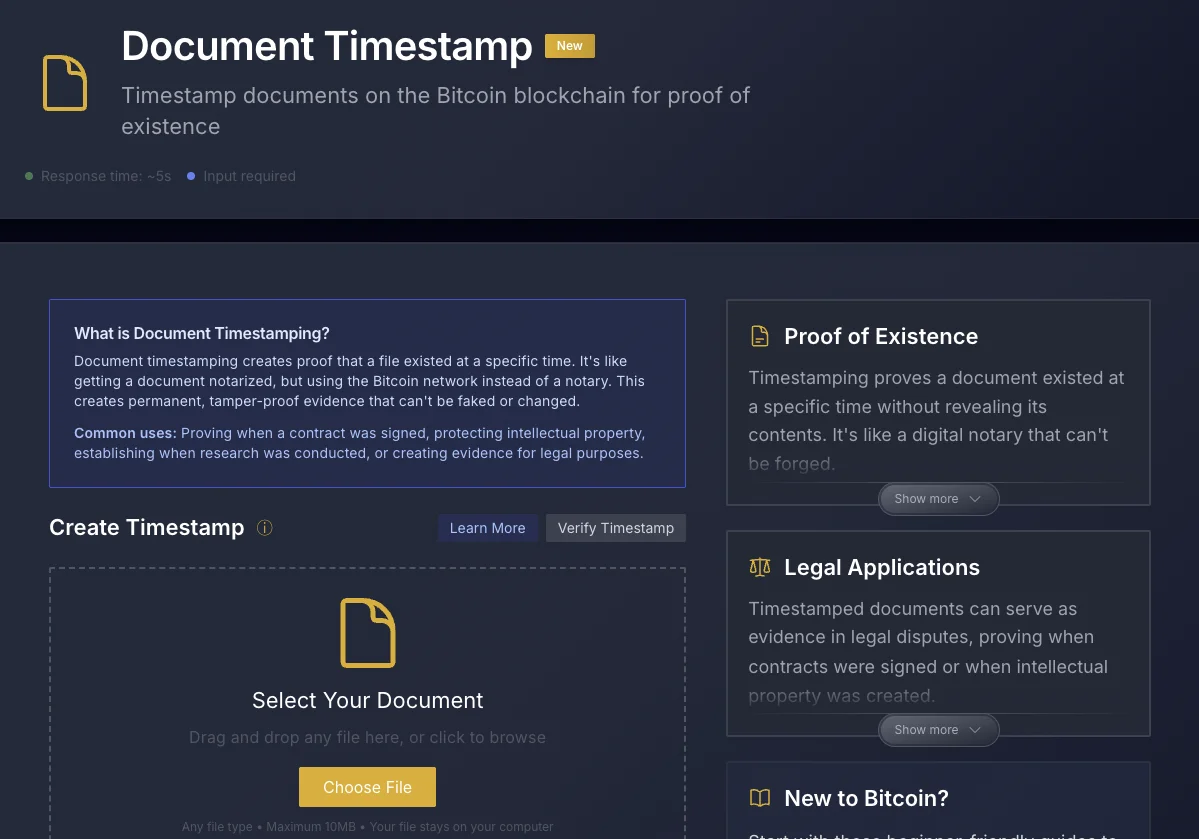 Document Timestamp New
Timestamp documents on the Bitcoin blockchain for proof of
existence
Response time: ~5s Input required
What is Document Timestamping?
Document timestamping creates proof that a file existed at a specific time. It's like
getting a document notarized, but using the Bitcoin network instead of a notary. This
creates permanent, tamper-proof evidence that can't be faked or changed.
Common uses: Proving when a contract was signed, protecting intellectual property,
establishing when research was conducted, or creating evidence for legal purposes.
Create Timestamp Learn More Verify Timestamp
Select Your Document
Drag and drop any file here, or click to browse
Choose File
Any file type • Maximum 10MB • Your file stays on your computer
Proof of Existence
Timestamping proves a document existed at
a specific time without revealing its
contents. It's like a digital notary that can't
be forged.
Show more
Legal Applications
Timestamped documents can serve as
evidence in legal disputes, proving when
contracts were signed or when intellectual
property was created.
Show more
New to Bitcoin?
Start with these beginner-friendly guides to